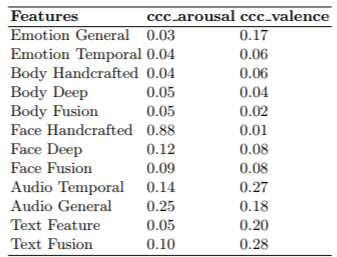 Features ccc_arousal ccc_valence
Emotion General 0.03 0.17
Emotion Temporal 0.04 0.06
Body Handcrafted 0.04 0.06
Body Deep 0.05 0.04
Body Fusion 0.05 0.02
Face Handcrafted 0.88 0.01
Face Deep 0.12 0.08
Face Fusion 0.09 0.08
Audio Temporal 0.14 0.27
Audio General 0.25 0.18
Text Feature 0.05 0.20
Text Fusion 0.10 0.28